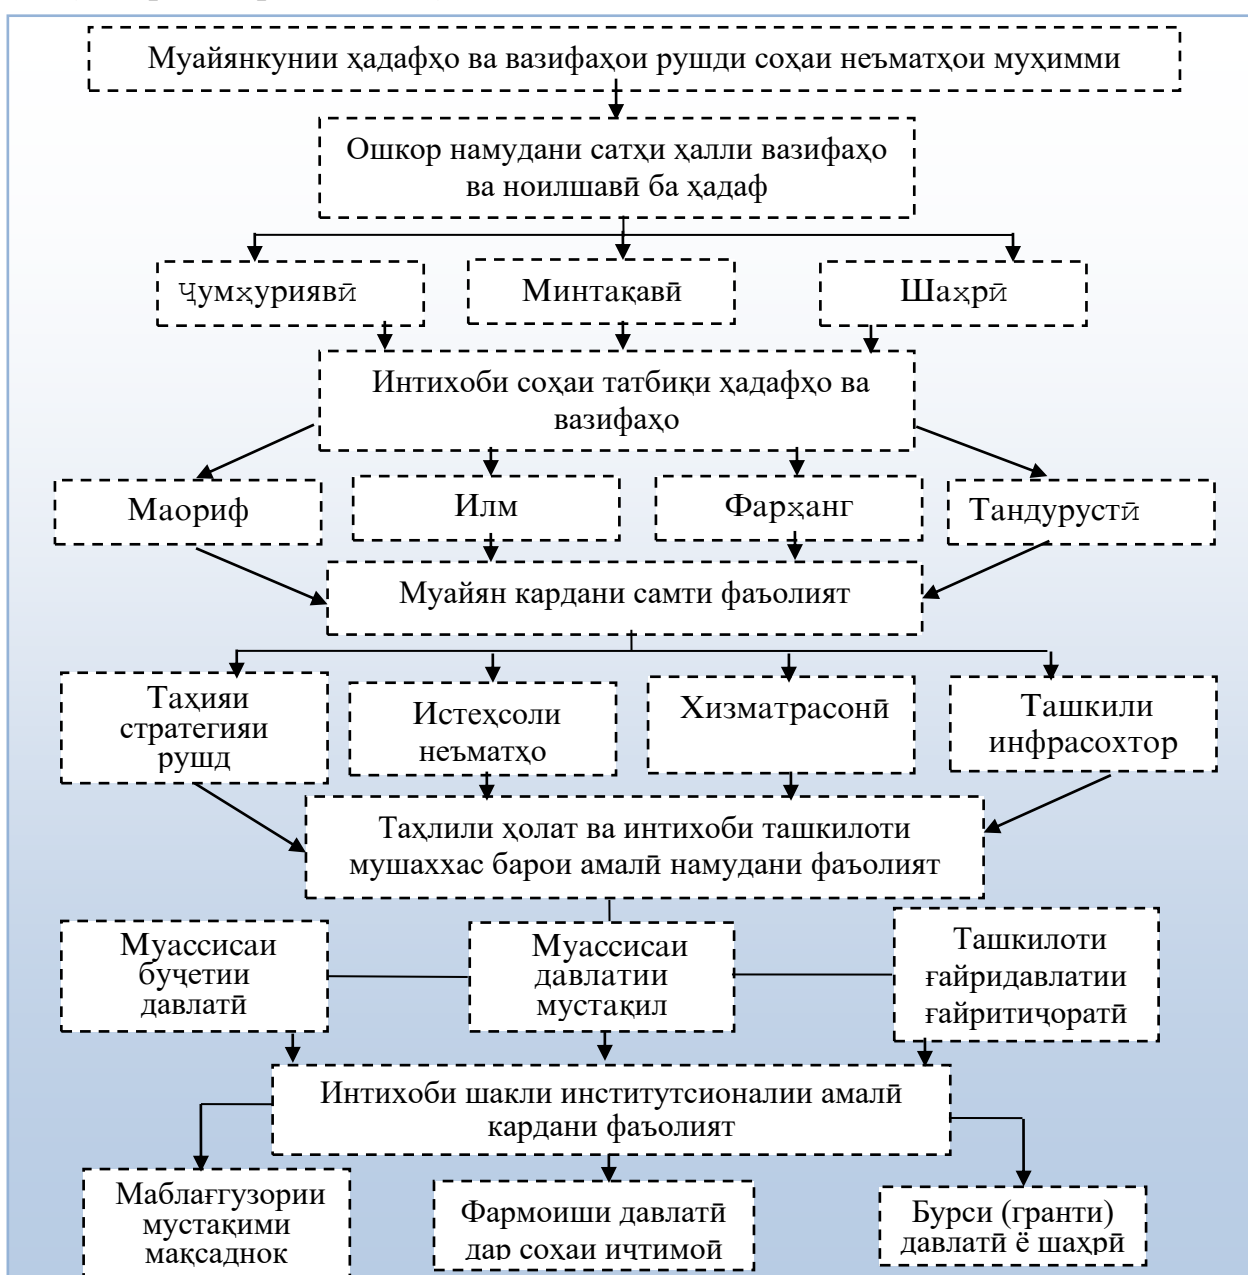 Муайянкунии ҳадафҳо ва вазифаҳои рушди соҳаи неъматҳои муҳимми
Ошкор намудани сатҳи ҳалли вазифаҳо
ва ноилшавӣ ба ҳадаф
Ҷумҳуриявӣ
Минтақавӣ
Шаҳрӣ
Интихоби соҳаи татбиқи ҳадафҳо ва
вазифаҳо
Маориф
Илм
Фарҳанг
Тандурустӣ
Муайян кардани самти фаъолият
Таҳияи
стратегияи
рушд
Истеҳсоли
неъматҳо
Хизматрасонӣ
Ташкили
инфрасохтор
Таҳлили ҳолат ва интихоби ташкилоти
мушаххас барои амалӣ намудани фаъолият
Муассисаи
буҷетии
давлатӣ
Муассисаи
давлатии
мустақил
Ташкилоти
ғайридавлатии
ғайритиҷоратӣ
Интихоби шакли институтсионалии амалӣ
кардани фаъолият
Маблағгузории
мустақими
мақсаднок
Фармоиши давлатӣ
дар соҳаи иҷтимоӣ
Бурси (гранти)
давлатӣ ё шаҳрӣ